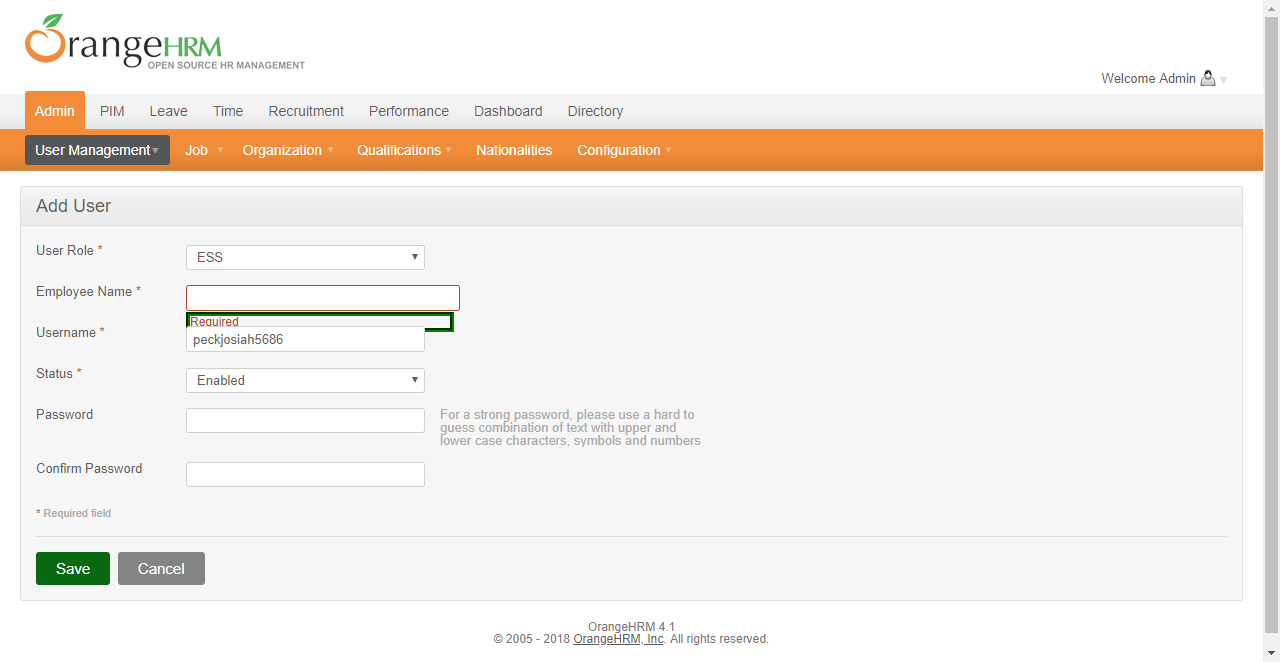 OrangeHRM
OPEN SOURCE HR MANAGEMENT
Welcome Admin
Admin PIM Leave Time Recruitment Performance Dashboard Directory
User Management Job Organization Qualifications Nationalities Configuration
Add User
User Role * ESS
Employee Name *
Required
Username * peckjosiah5686
Status * Enabled
Password For a strong password, please use a hard to
guess combination of text with upper and
lower case characters, symbols and numbers
Confirm Password
* Required field
Save Cancel
OrangeHRM 4.1
© 2005 - 2018 OrangeHRM, Inc. All rights reserved.